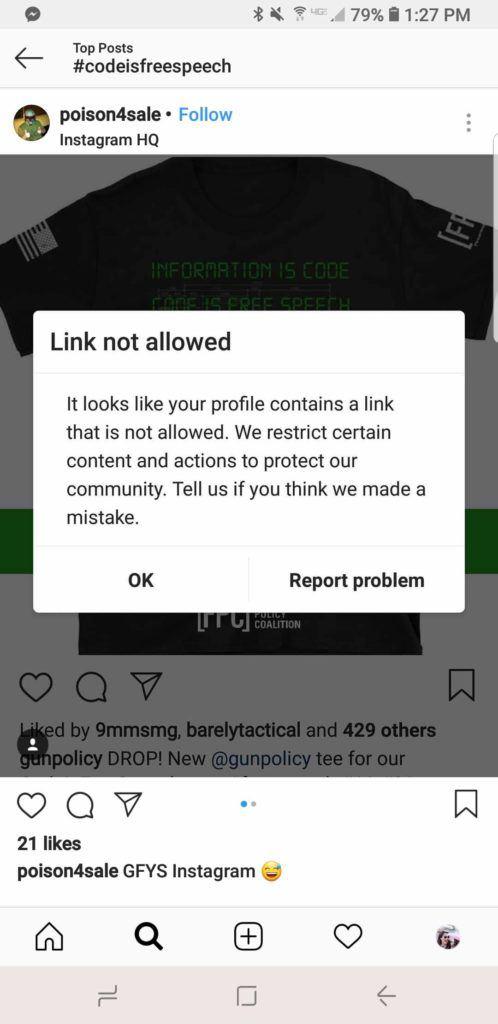 79% 1:27 PM
Top Posts
#codeisfreespeech
poison4sale • Follow
Instagram HQ
[FP
INFORMATION IS CODE
CODE IS FREE SPEECH
Link not allowed
It looks like your profile contains a link
that is not allowed. We restrict certain
content and actions to protect our
community. Tell us if you think we made a
mistake.
OK
Report problem
[FPC] POLICY
COALITION
Liked by 9mmsmg, barelytactical and 429 others
gunpolicy DROP! New @gunpolicy tee for our
21 likes
poison4sale GFYS Instagram 😅